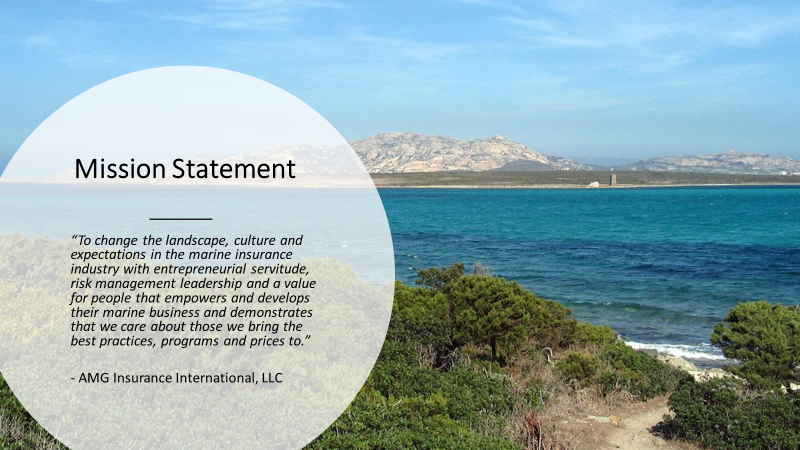 Mission Statement
“To change the landscape, culture and
expectations in the marine insurance
industry with entrepreneurial servitude,
risk management leadership and a value
for people that empowers and develops
their marine business and demonstrates
that we care about those we bring the
best practices, programs and prices to.”
- AMG Insurance International, LLC